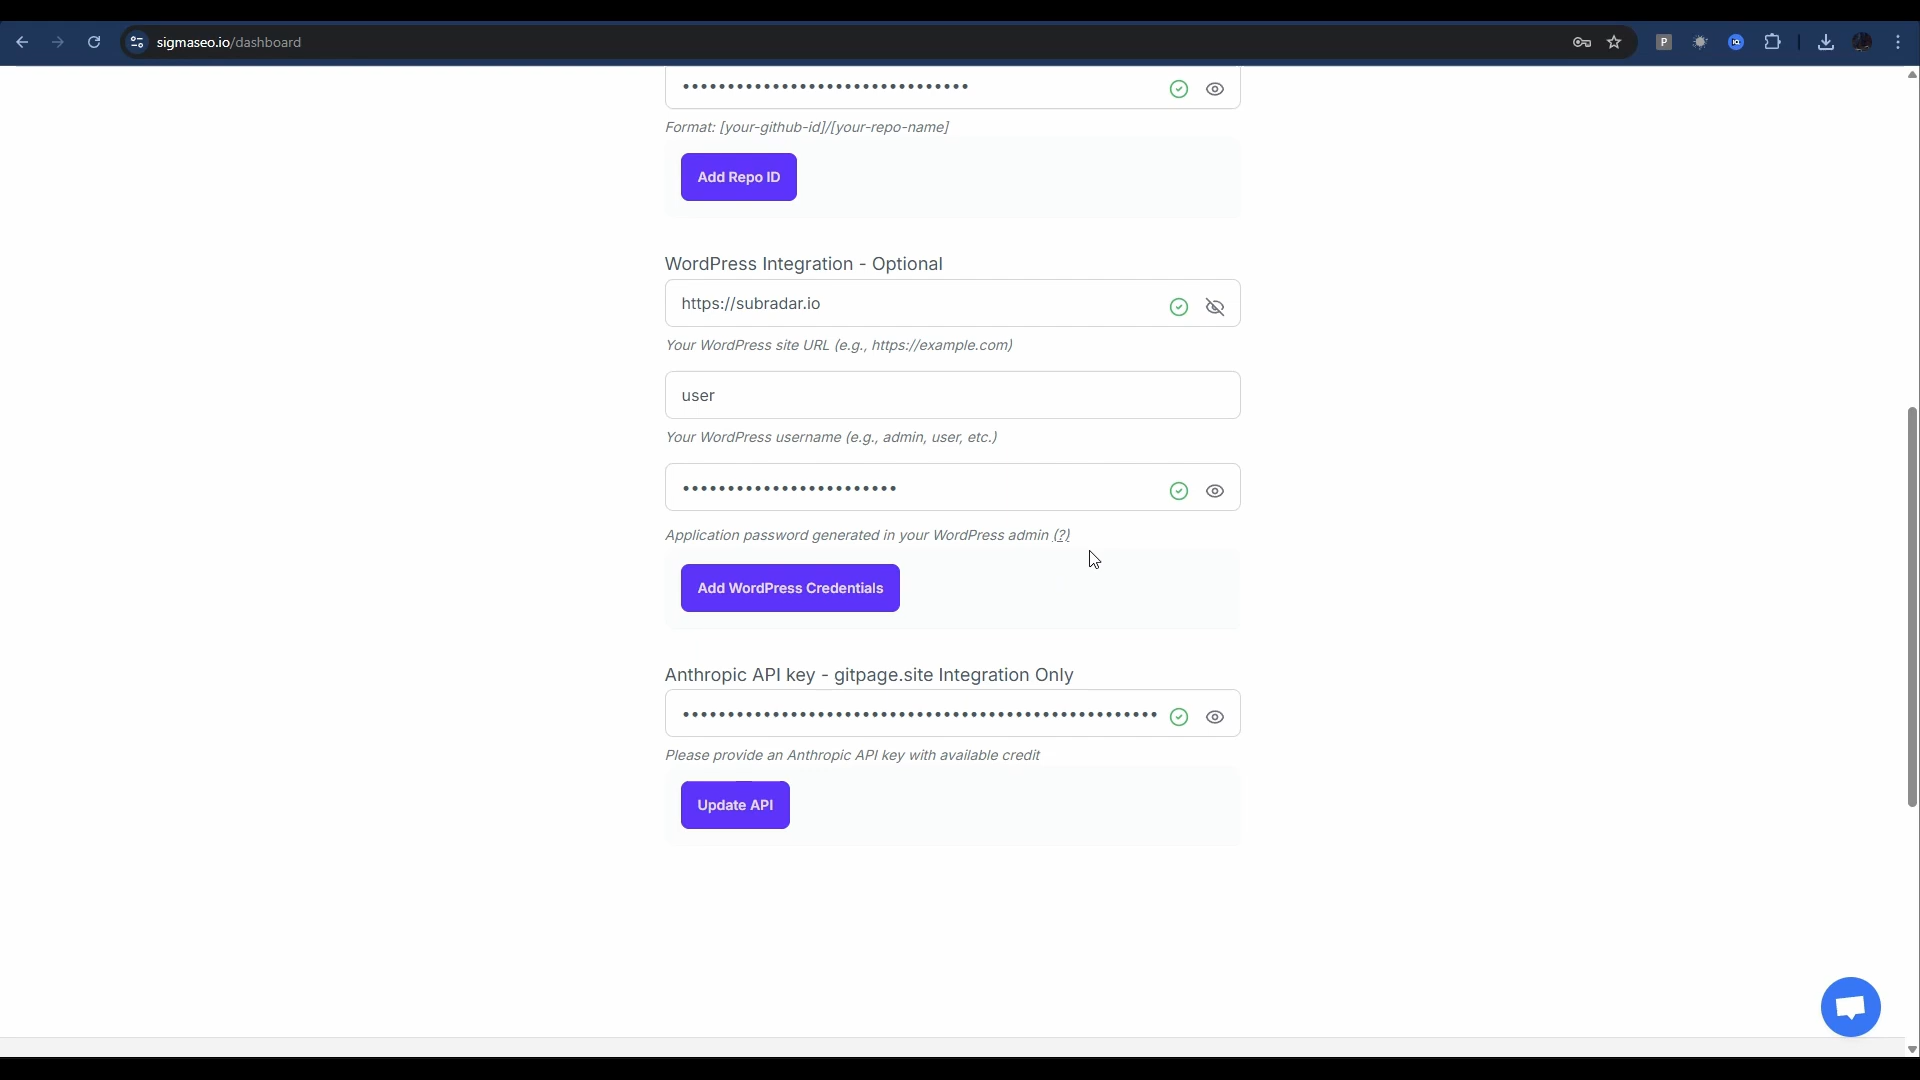 sigmaseo.io/dashboard
P
••••••••••••••••••••••••••••••••
Format: [your-github-id]/[your-repo-name]
Add Repo ID
WordPress Integration - Optional
https://subradar.io
Your WordPress site URL (e.g., https://example.com)
user
Your WordPress username (e.g., admin, user, etc.)
••••••••••••••••••••••••
Application password generated in your WordPress admin (?)
Add WordPress Credentials
Anthropic API key - gitpage.site Integration Only
•••••••••••••••••••••••••••••••••••••••••••••••••••••
Please provide an Anthropic API key with available credit
Update API